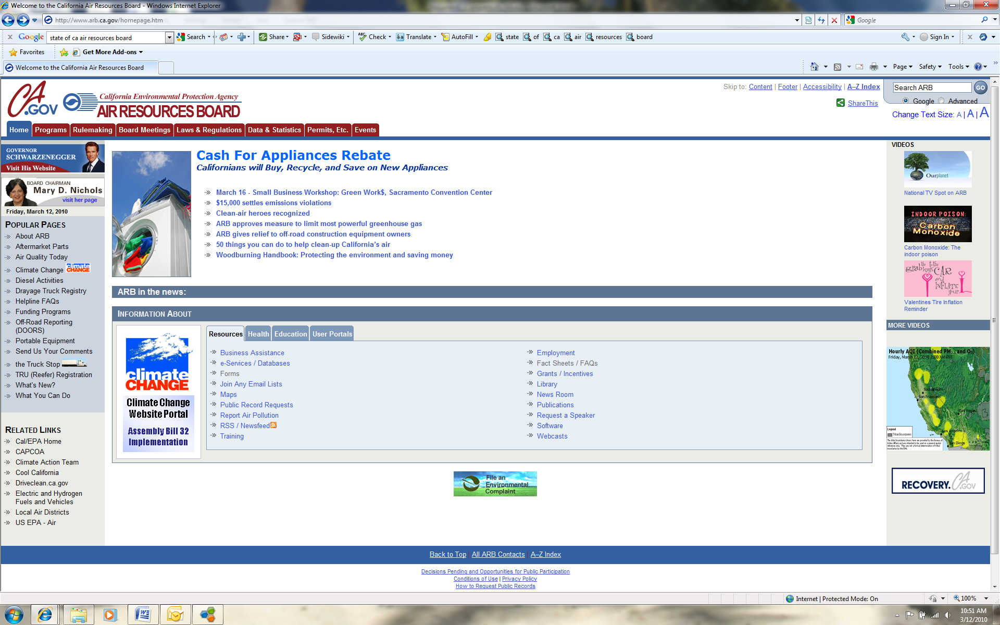 Welcome to the California Air Resources Board - Windows Internet Explorer
http://www.arb.ca.gov/homepage.htm
Google
x Google state of ca air resources board Search Share Sidewiki Check Translate AutoFill state of ca air resources board Sign In x
Favorites Get More Add-ons
Welcome to the California Air Resources Board
Page Safety Tools
CA.GOV
California Environmental Protection Agency
AIR RESOURCES BOARD
Skip to: Content | Footer | Accessibility | A–Z Index
ShareThis
Search ARB GO
Google Advanced
Change Text Size: A | A | A
Home Programs Rulemaking Board Meetings Laws & Regulations Data & Statistics Permits, Etc. Events
GOVERNOR
SCHWARZENEGGER
Visit His Website
BOARD CHAIRMAN
Mary D. Nichols
visit her page
Friday, March 12, 2010
POPULAR PAGES
About ARB
Aftermarket Parts
Air Quality Today
Climate Change climate CHANGE
Diesel Activities
Drayage Truck Registry
Helpline FAQs
Funding Programs
Off-Road Reporting
(DOORS)
Portable Equipment
Send Us Your Comments
the Truck Stop
TRU (Reefer) Registration
What's New?
What You Can Do
RELATED LINKS
Cal/EPA Home
CAPCOA
Climate Action Team
Cool California
Driveclean.ca.gov
Electric and Hydrogen
Fuels and Vehicles
Local Air Districts
US EPA - Air
Cash For Appliances Rebate
Californians will Buy, Recycle, and Save on New Appliances
March 16 - Small Business Workshop: Green Work$, Sacramento Convention Center
$15,000 settles emissions violations
Clean-air heroes recognized
ARB approves measure to limit most powerful greenhouse gas
ARB gives relief to off-road construction equipment owners
50 things you can do to help clean-up California's air
Woodburning Handbook: Protecting the environment and saving money
ARB in the news:
INFORMATION ABOUT
climate
CHANGE
Climate Change
Website Portal
Assembly Bill 32
Implementation
Resources Health Education User Portals
Business Assistance
e-Services / Databases
Forms
Join Any Email Lists
Maps
Public Record Requests
Report Air Pollution
RSS / Newsfeed
Training
Employment
Fact Sheets / FAQs
Grants / Incentives
Library
News Room
Publications
Request a Speaker
Software
Webcasts
File an
Environmental
Complaint
VIDEOS
Ourplanet
National TV Spot on ARB
INDOOR POISON:
Carbon
Monoxide
Carbon Monoxide: The
indoor poison
grab the keys to the CAR
and
INFLATE
your
Valentines Tire Inflation
Reminder
MORE VIDEOS
Hourly AQI (Combined PM2.5 and O3)
Friday, March 12, 2010 2:00 AM PST
Sacramento
San Francisco
Las Vegas
Los Angeles
San Diego
Legend
Tribal Boundaries
RECOVERY.CA.GOV
Back to Top | All ARB Contacts | A–Z Index
Decisions Pending and Opportunities for Public Participation
Conditions of Use | Privacy Policy
How to Request Public Records
Internet | Protected Mode: On
100%
10:51 AM
3/12/2010